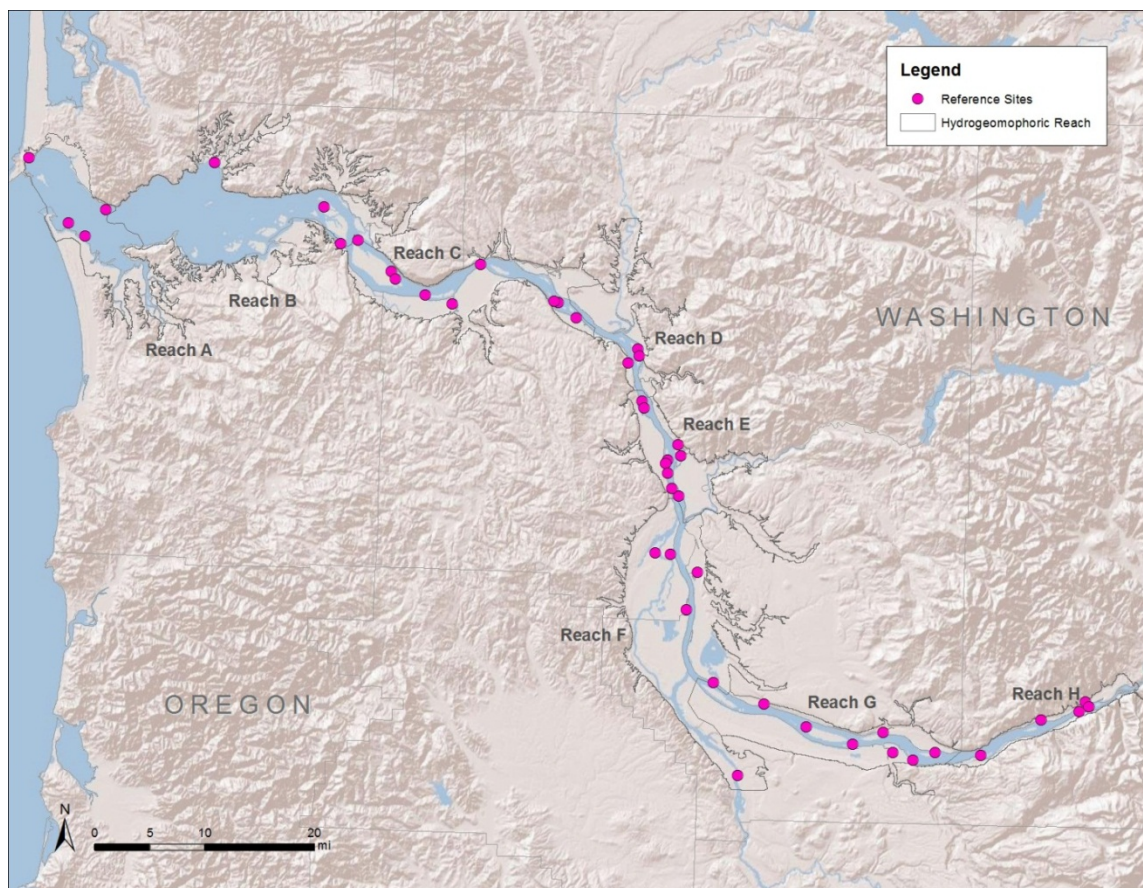 Legend
Reference Sites
Hydrogeomophoric Reach
Reach C
Reach B
Reach A
WASHINGTON
Reach D
Reach E
Reach F
OREGON
Reach G
Reach H
N
0 5 10 20
mi